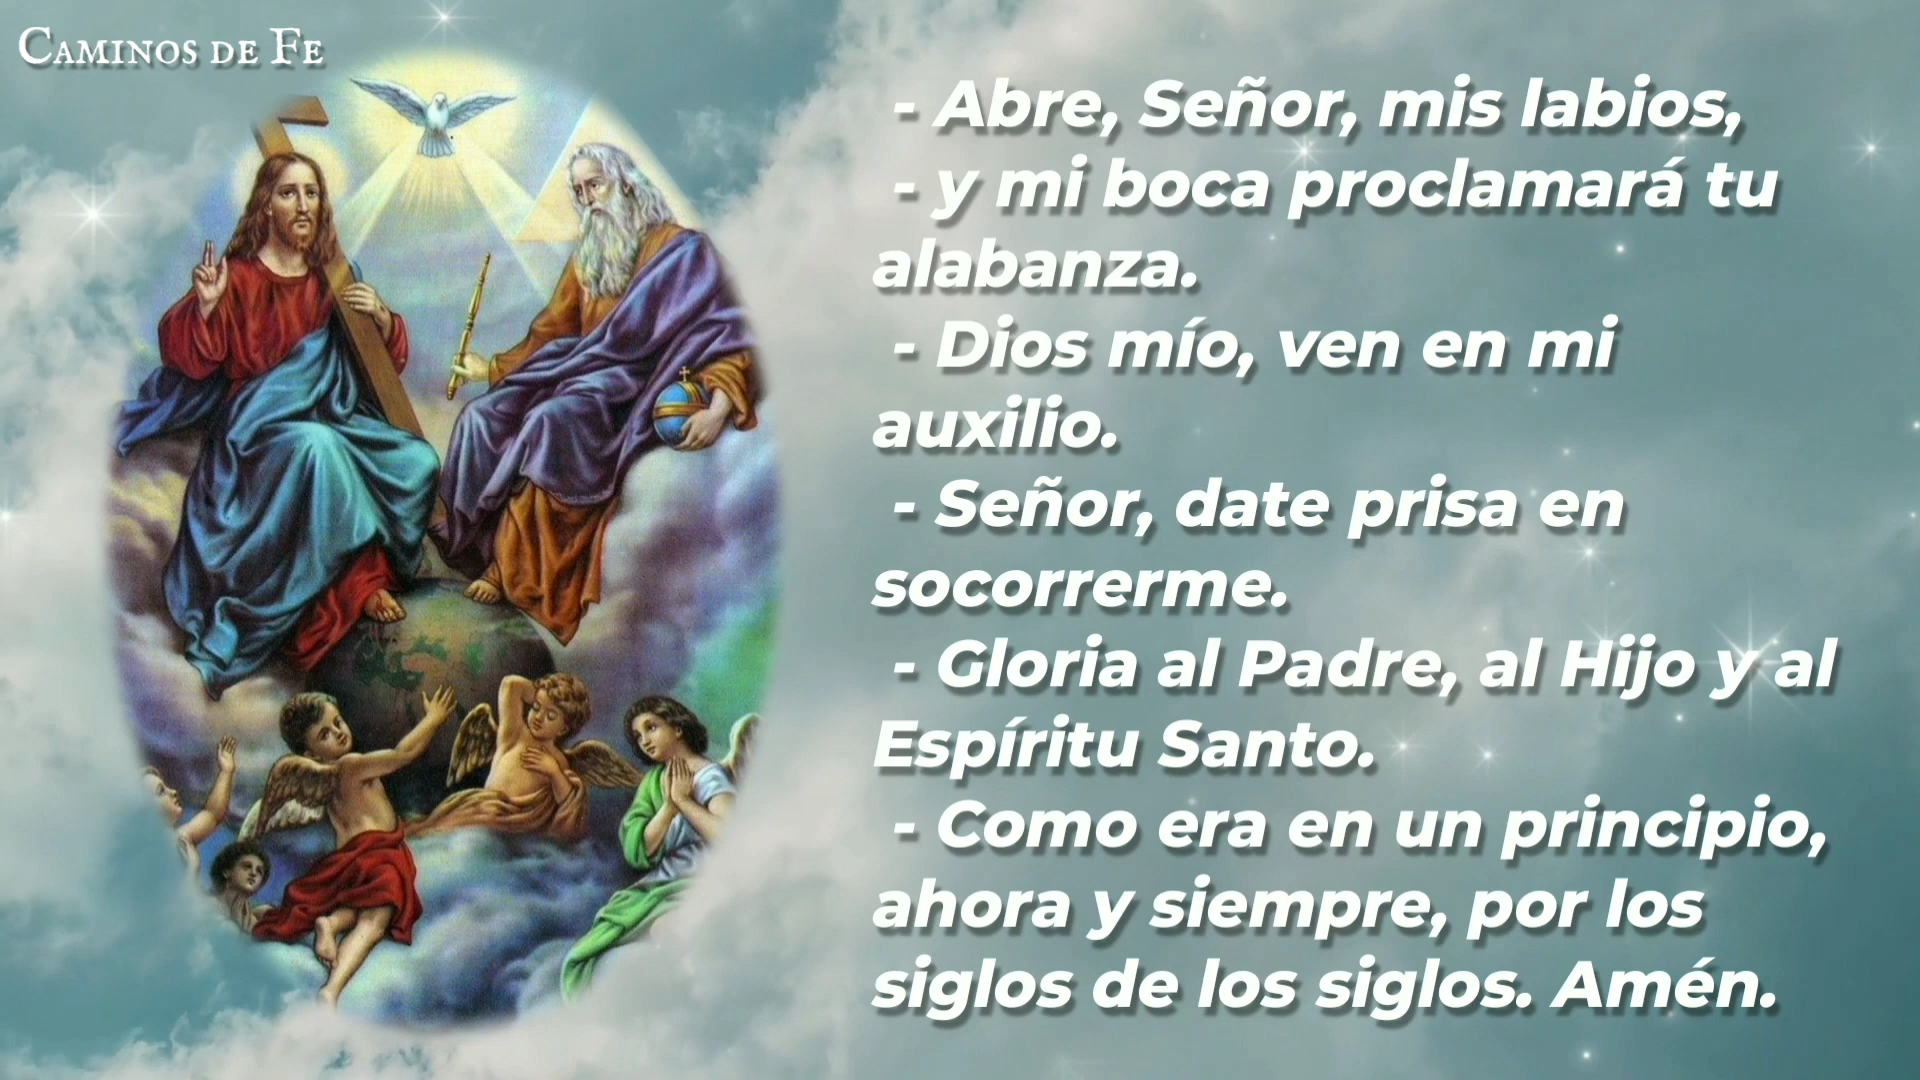 Caminos de Fe
- Abre, Señor, mis labios,
- y mi boca proclamará tu
alabanza.
- Dios mío, ven en mi
auxilio.
- Señor, date prisa en
socorrerme.
- Gloria al Padre, al Hijo y al
Espíritu Santo.
- Como era en un principio,
ahora y siempre, por los
siglos de los siglos. Amén.